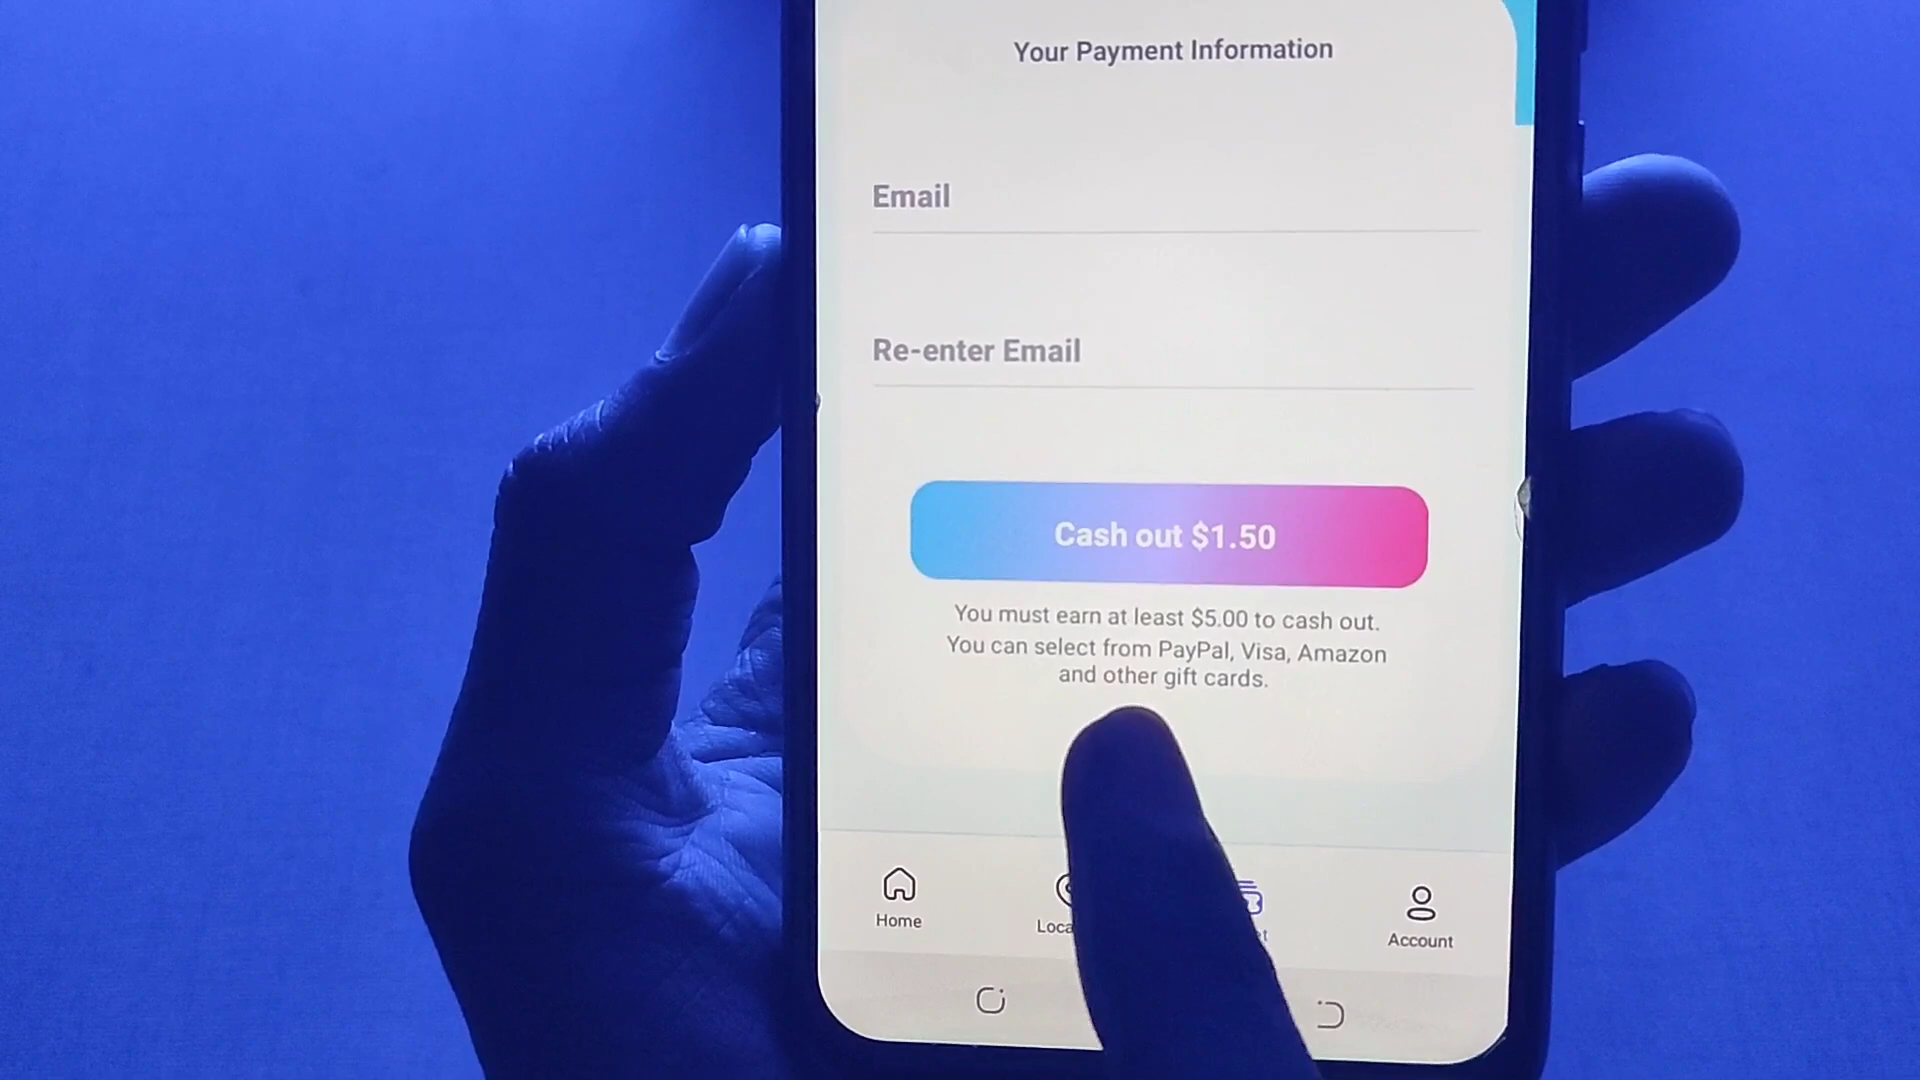 Your Payment Information
Email
Re-enter Email
Cash out $1.50
You must earn at least $5.00 to cash out.
You can select from PayPal, Visa, Amazon
and other gift cards.
Home
Account